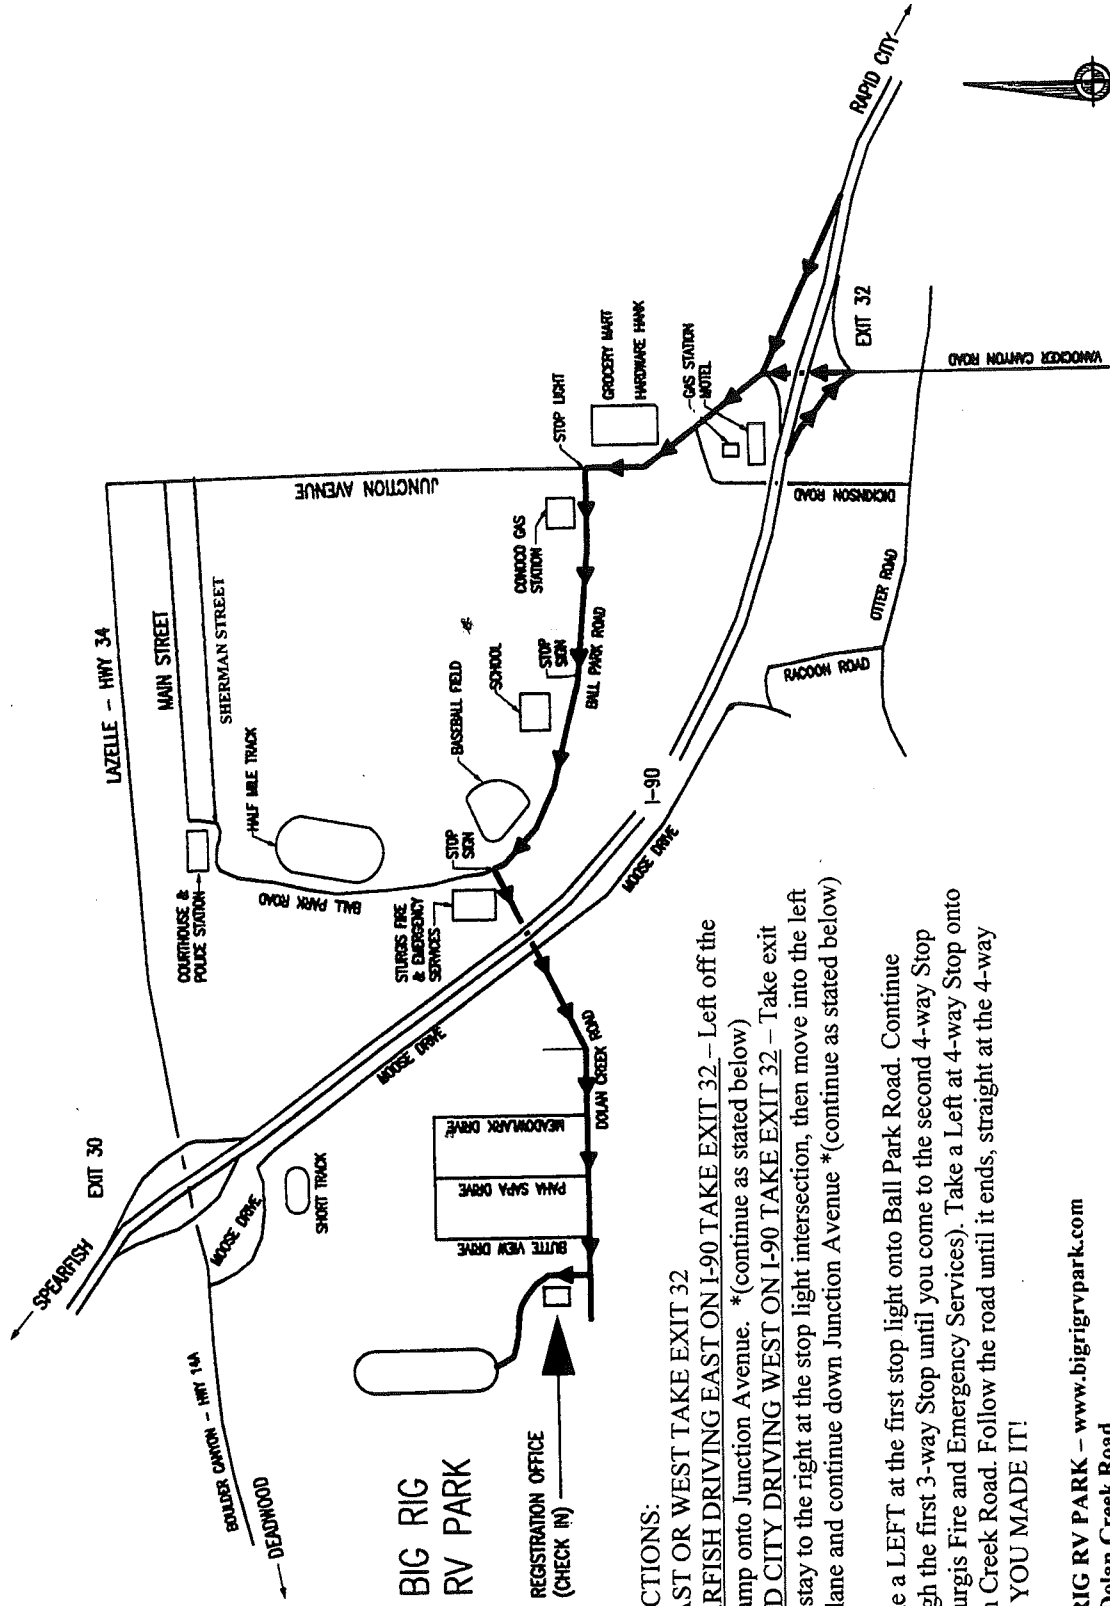 SPEARFISH
EXIT 30
LAZELLE - HWY 34
MAIN STREET
SHERMAN STREET
COURTHOUSE &
POLICE STATION
HALF MILE TRACK
BALL PARK ROAD
JUNCTION AVENUE
BOULDER CANYON - HWY 14A
DEADWOOD
MOOSE DRIVE
SHORT TRACK
MOOSE DRIVE
STURGIS FIRE
& EMERGENCY
SERVICES
STOP
SIGN
BASEBALL FIELD
SCHOOL
STOP
SIGN
BALL PARK ROAD
CONOCO GAS
STATION
STOP LIGHT
GROCERY MART
HARDWARE HANK
GAS STATION
MOTEL
RAPID CITY
EXIT 32
VANOCKER CANYON ROAD
DICKINSON ROAD
OTTER ROAD
RACOON ROAD
I-90
MOOSE DRIVE
DOLAN CREEK ROAD
MEADOWLARK DRIVE
PAHA SAPA DRIVE
BUTTE VIEW DRIVE
BIG RIG
RV PARK
REGISTRATION OFFICE
(CHECK IN)
CTIONS:
AST OR WEST TAKE EXIT 32
RFISH DRIVING EAST ON I-90 TAKE EXIT 32 – Left off the
amp onto Junction Avenue. *(continue as stated below)
D CITY DRIVING WEST ON I-90 TAKE EXIT 32 – Take exit
stay to the right at the stop light intersection, then move into the left
lane and continue down Junction Avenue *(continue as stated below)
e a LEFT at the first stop light onto Ball Park Road. Continue
gh the first 3-way Stop until you come to the second 4-way Stop
urgis Fire and Emergency Services). Take a Left at 4-way Stop onto
n Creek Road. Follow the road until it ends, straight at the 4-way
YOU MADE IT!
RIG RV PARK – www.bigrigrvpark.com
Dolan Creek Road